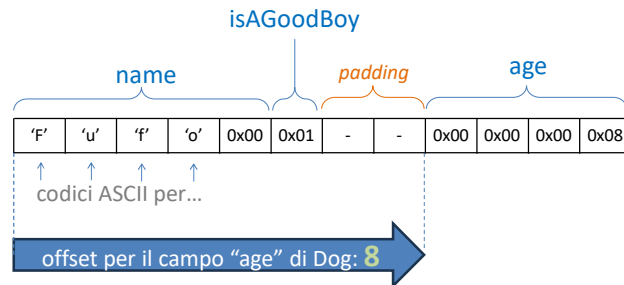 isAGoodBoy
name padding age
‘F’ ‘u’ ‘f’ ‘o’ 0x00 0x01 - - 0x00 0x00 0x00 0x08
codici ASCII per…
offset per il campo “age” di Dog: 8